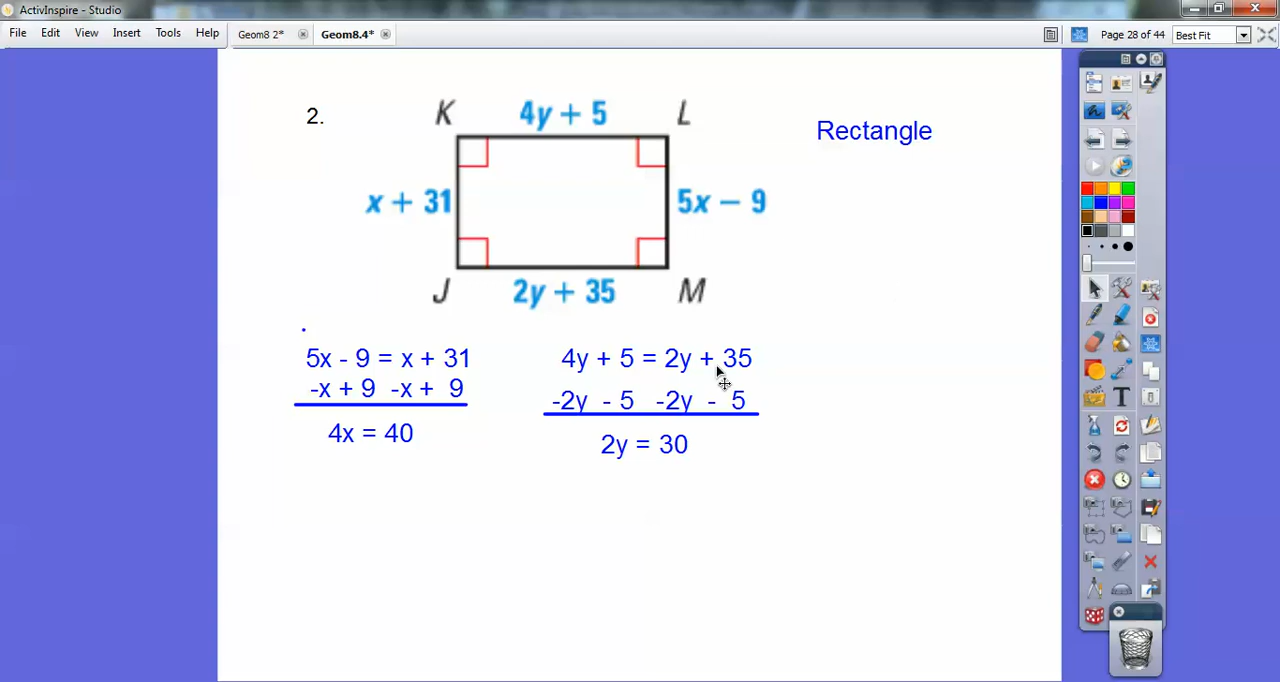 ActivInspire - Studio
File Edit View Insert Tools Help
Geom8 2* Geom8.4* Page 28 of 44 Best Fit
2.
K 4y + 5 L
Rectangle
x + 31 5x − 9
J 2y + 35 M
.
5x - 9 = x + 31 4y + 5 = 2y + 35
-x + 9 -x + 9 -2y - 5 -2y - 5
4x = 40 2y = 30